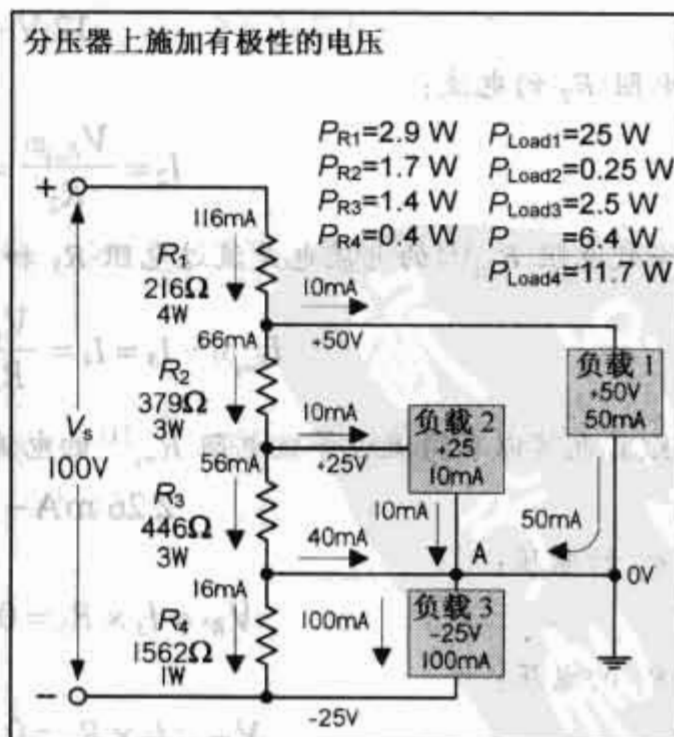 分压器上施加有极性的电压
P_R1=2.9 W P_Load1=25 W
P_R2=1.7 W P_Load2=0.25 W
P_R3=1.4 W P_Load3=2.5 W
P_R4=0.4 W P =6.4 W
P_Load4=11.7 W
+
116mA
R1
216Ω
4W
10mA
+50V
66mA
R2
379Ω
3W
10mA
+25V
负载 1
+50V
50mA
负载 2
+25
10mA
Vs
100V
56mA
R3
446Ω
3W
40mA
10mA
50mA
A
0V
16mA
R4
1562Ω
1W
100mA
负载 3
-25V
100mA
−
-25V